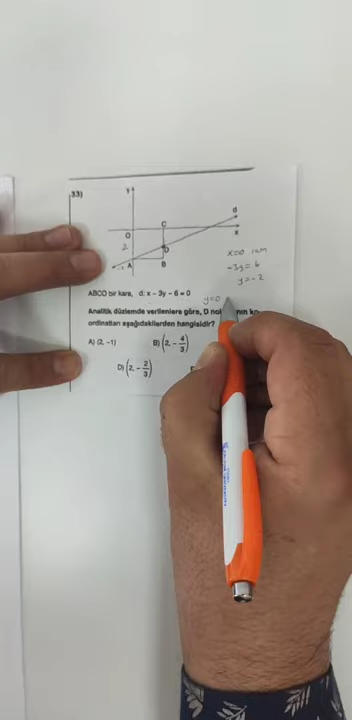 33)
y
d
C
O
x
2
D
A
B
x=0 için
-3y = 6
y = -2
ABCO bir kare, d: x – 3y – 6 = 0
y=0
Analitik düzlemde verilenlere göre, D
ordinatları aşağıdakilerden hangisidir?
A) (2, –1)
B) (2, –4/3)
D) (2, –2/3)